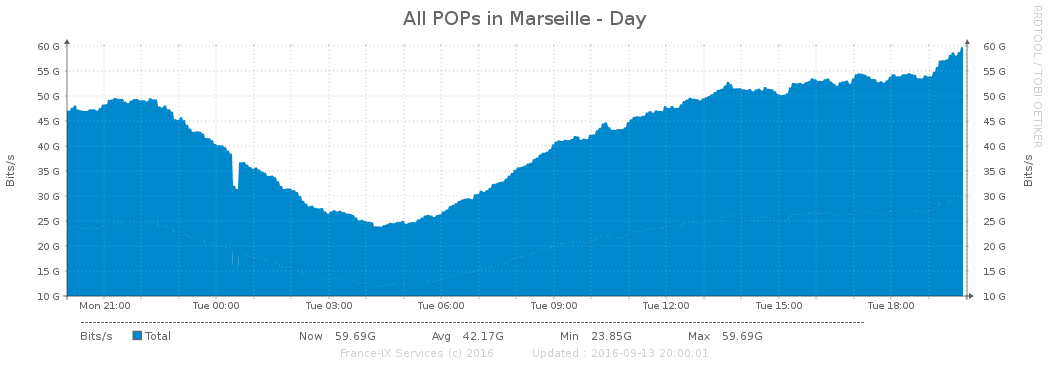 All POPs in Marseille - Day
RRDTOOL / TOBI OETIKER
Bits/s
60 G 60 G
55 G 55 G
50 G 50 G
45 G 45 G
40 G 40 G
35 G 35 G
30 G 30 G
25 G 25 G
20 G 20 G
15 G 15 G
10 G 10 G
Bits/s
Mon 21:00 Tue 00:00 Tue 03:00 Tue 06:00 Tue 09:00 Tue 12:00 Tue 15:00 Tue 18:00
Bits/s Total Now 59.69G Avg 42.17G Min 23.85G Max 59.69G
France-IX Services (c) 2016 Updated : 2016-09-13 20:00:01